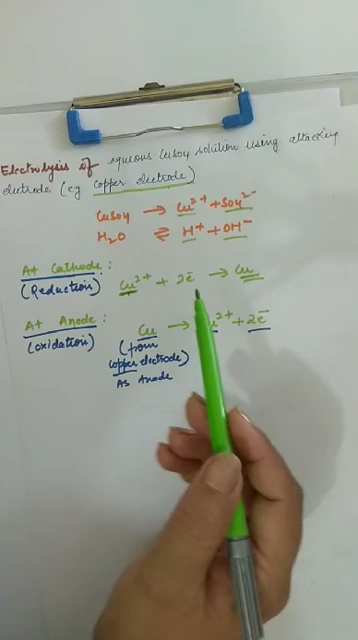 Electrolysis of aqueous CuSO4 solution using attacking
electrode (eg copper electrode)
CuSO4 → Cu²⁺ + SO4²⁻
H2O ⇌ H⁺ + OH⁻
At Cathode: Cu²⁺ + 2e⁻ → Cu
(Reduction)
At Anode: Cu → Cu²⁺ + 2e⁻
(oxidation) (from
copper electrode)
As Anode